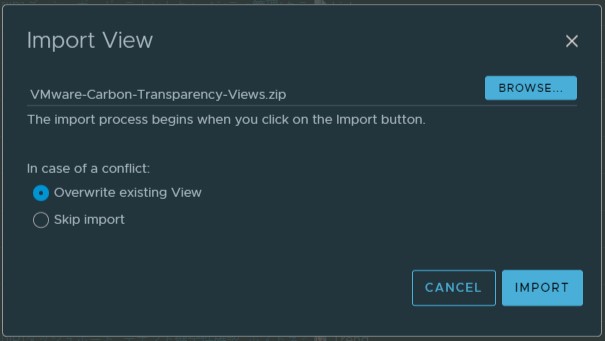 Import View
VMware-Carbon-Transparency-Views.zip
BROWSE...
The import process begins when you click on the Import button.
In case of a conflict:
Overwrite existing View
Skip import
CANCEL
IMPORT